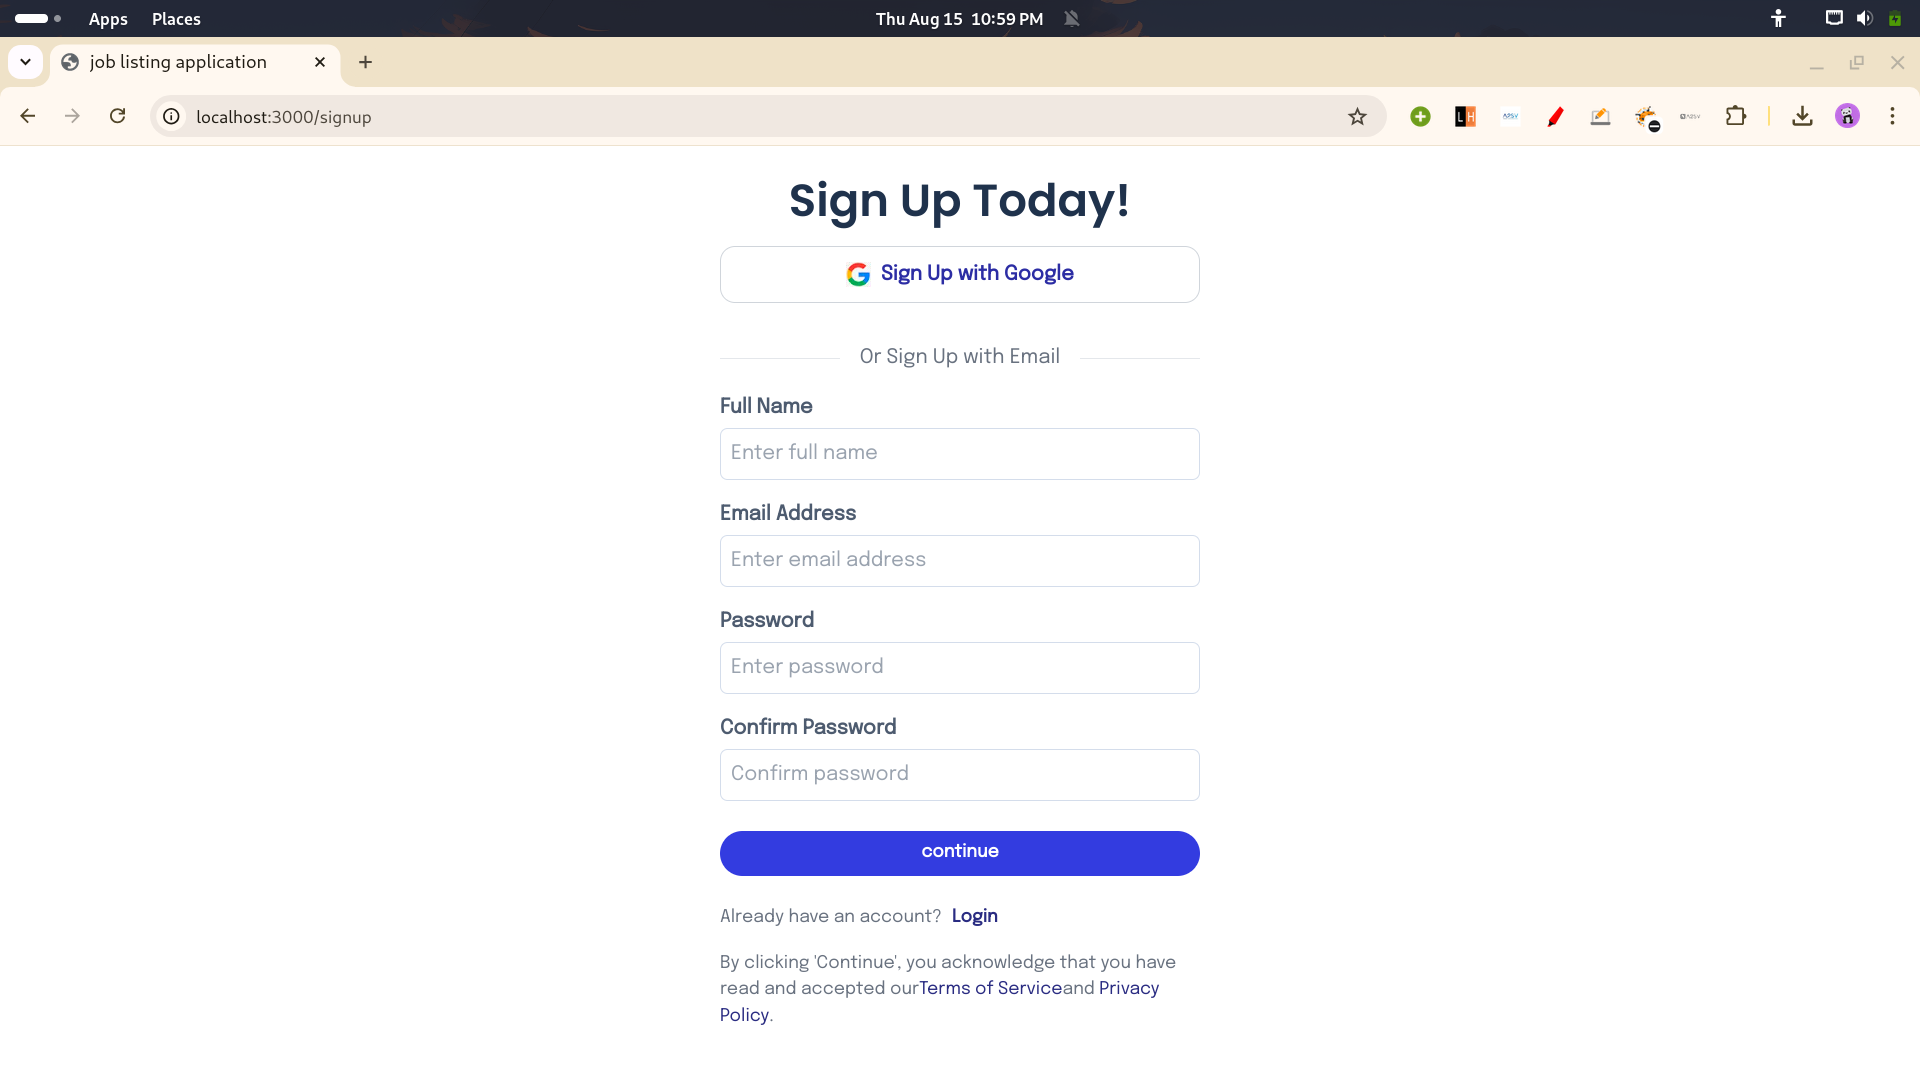 Apps Places Thu Aug 15 10:59 PM
job listing application
localhost:3000/signup
Sign Up Today!
Sign Up with Google
Or Sign Up with Email
Full Name
Enter full name
Email Address
Enter email address
Password
Enter password
Confirm Password
Confirm password
continue
Already have an account? Login
By clicking 'Continue', you acknowledge that you have
read and accepted ourTerms of Serviceand Privacy
Policy.